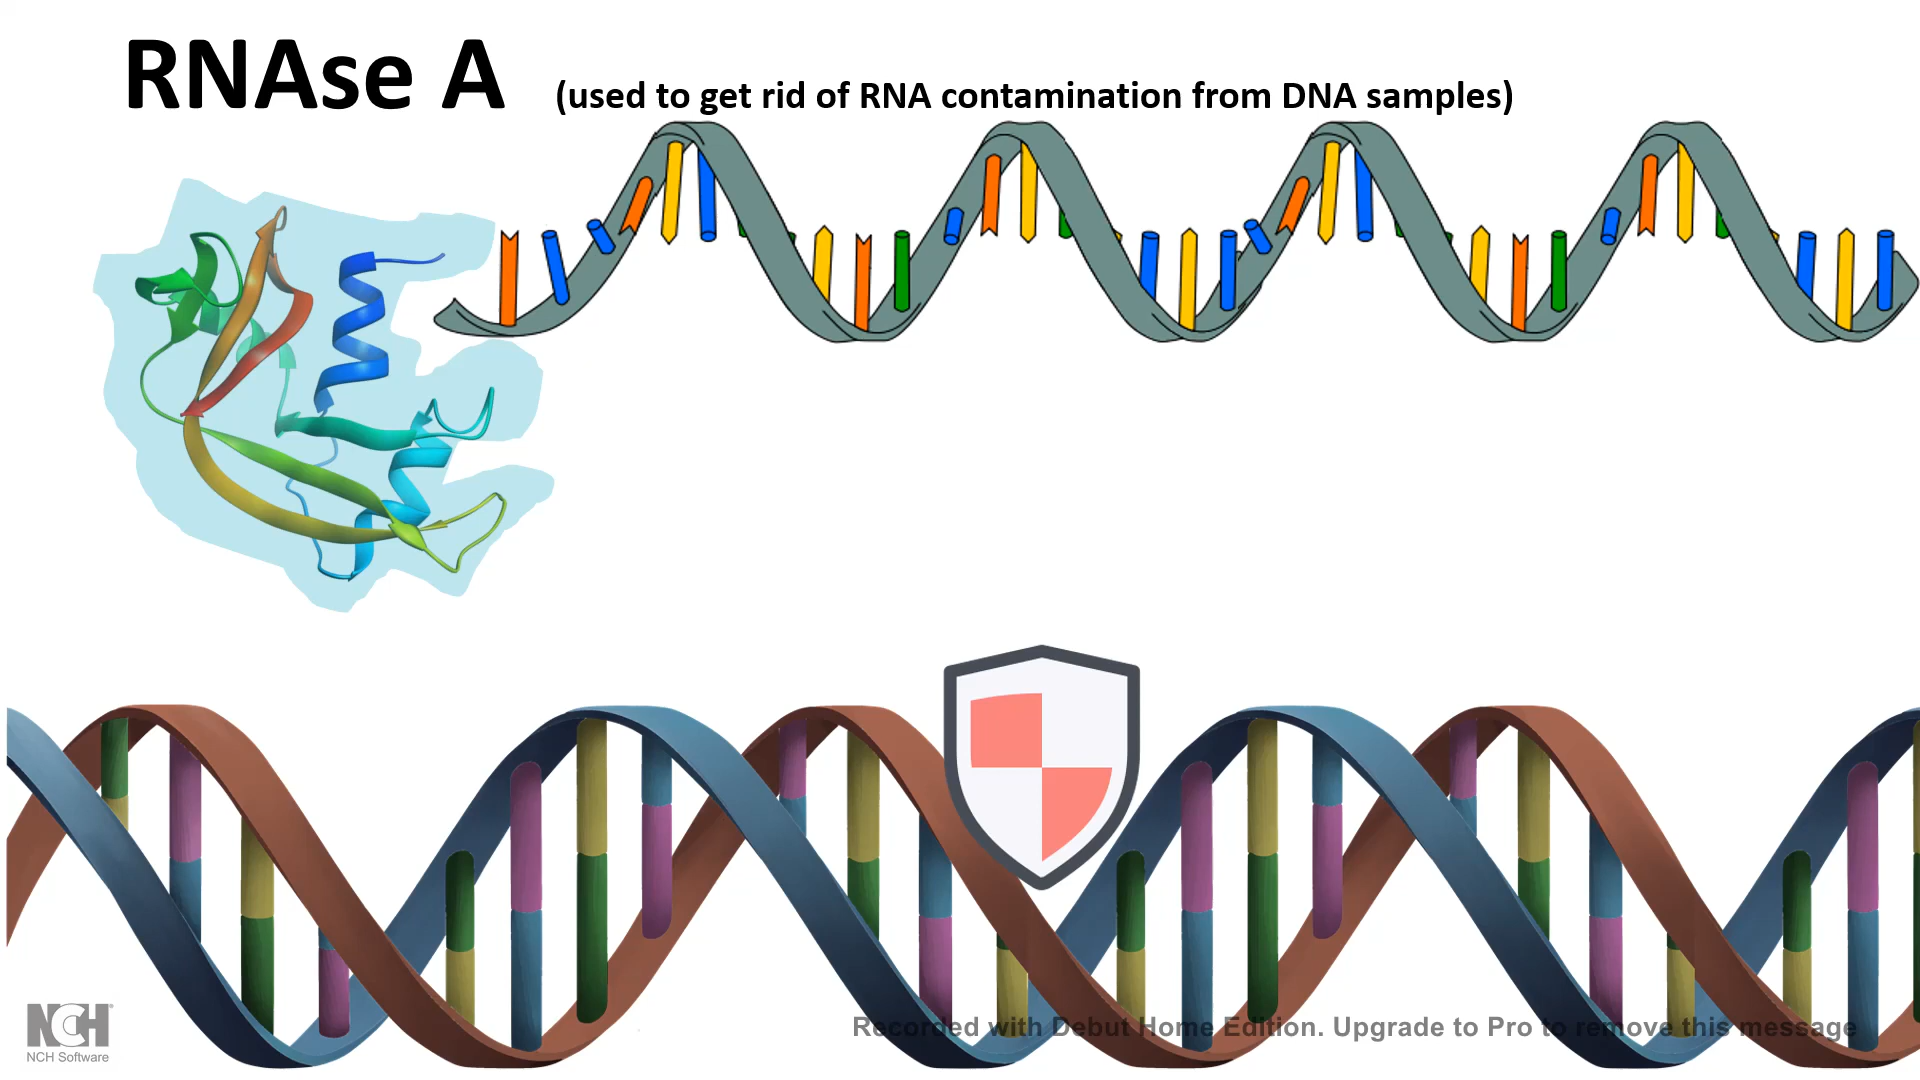 RNAse A (used to get rid of RNA contamination from DNA samples)
NCH
NCH Software
Recorded with Debut Home Edition. Upgrade to Pro to remove this message